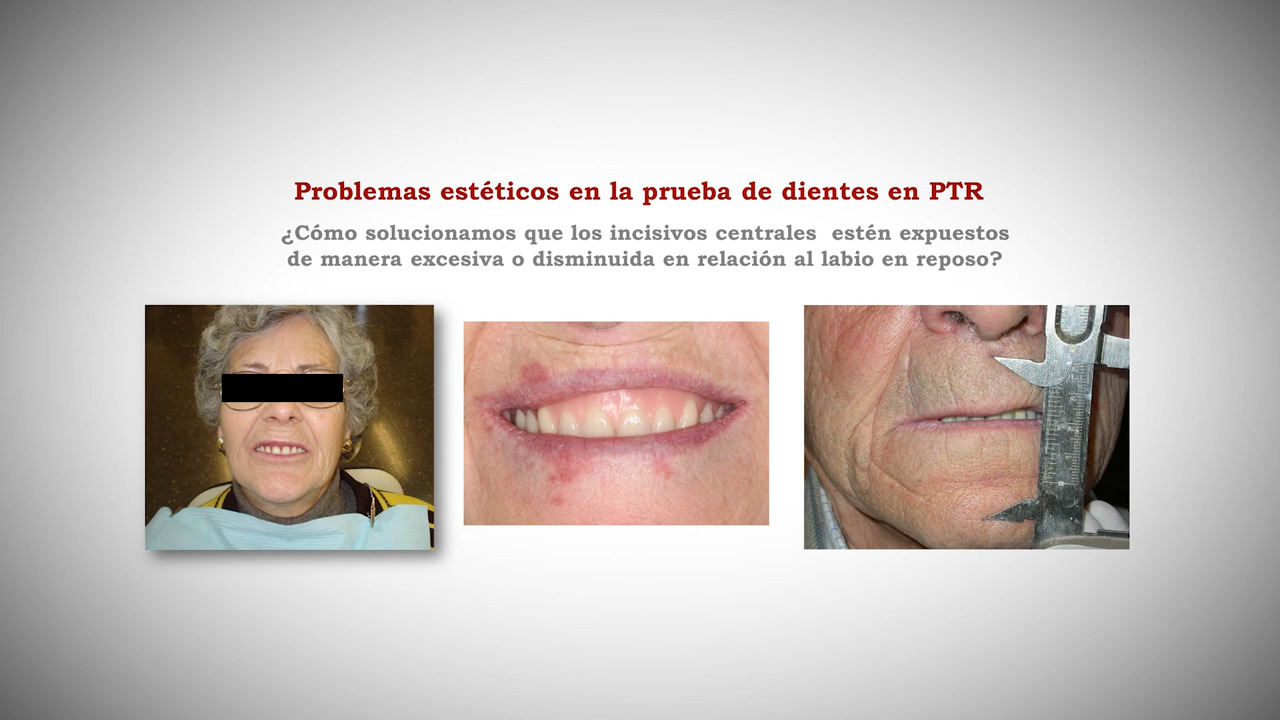 Problemas estéticos en la prueba de dientes en PTR
¿Cómo solucionamos que los incisivos centrales  estén expuestos
de manera excesiva o disminuida en relación al labio en reposo?